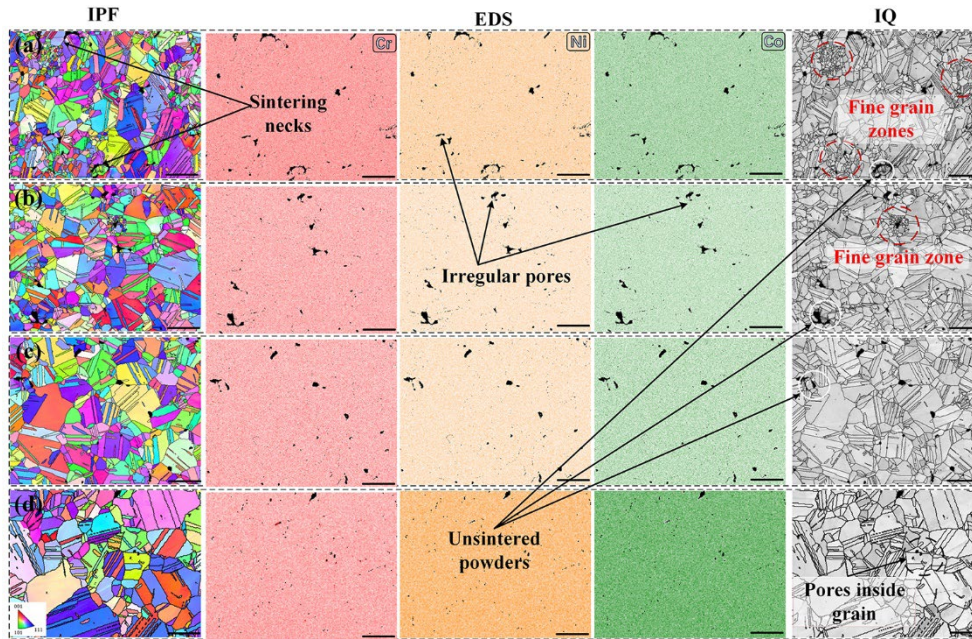 IPF
EDS
IQ
(a)
Cr
Ni
Co
Sintering
necks
Fine grain
zones
(b)
Irregular pores
Fine grain zone
(c)
(d)
Unsintered
powders
Pores inside
grain
001
101
111